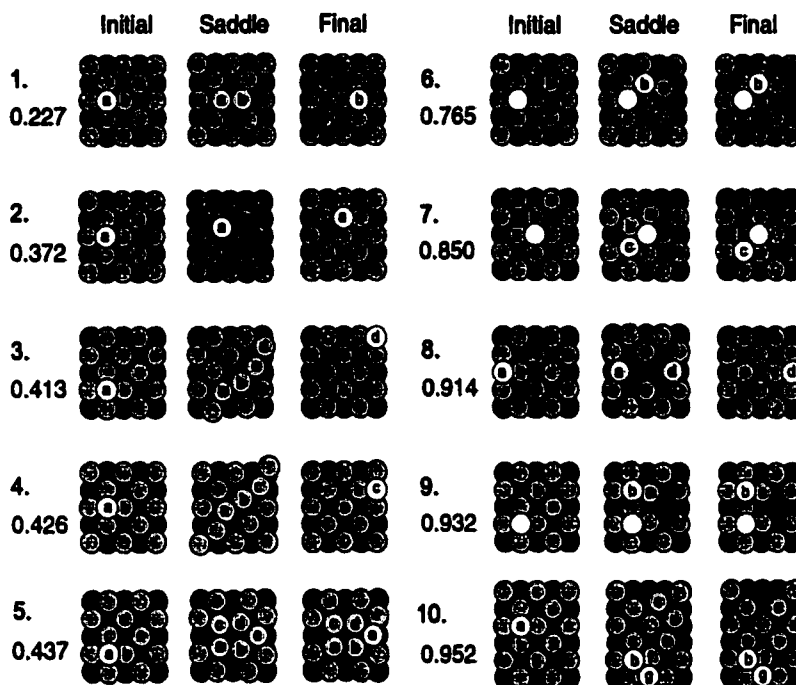 Initial Saddle Final Initial Saddle Final
1. 0.227 a b
6. 0.765 b b
2. 0.372 a a a
7. 0.850 c c
3. 0.413 a d
8. 0.914 a a d d
4. 0.426 a c
9. 0.932 b b
5. 0.437
10. 0.952 a b a b a